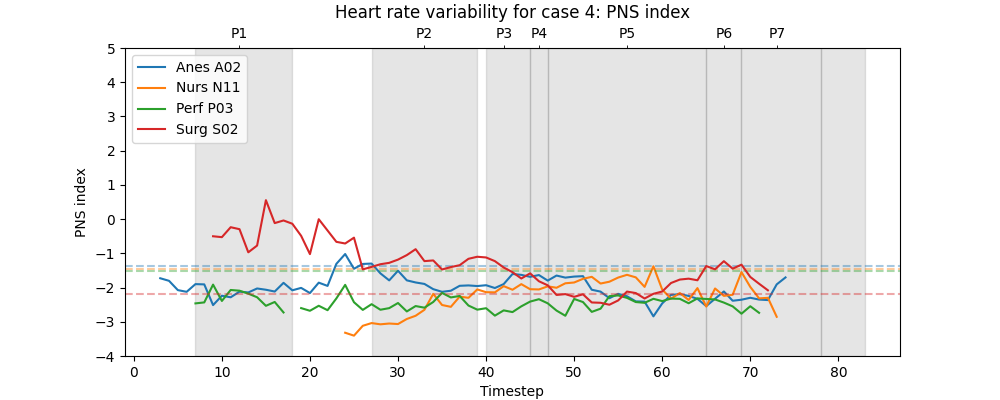 Heart rate variability for case 4: PNS index
P1 P2 P3 P4 P5 P6 P7
Anes A02
Nurs N11
Perf P03
Surg S02
PNS index
5
4
3
2
1
0
−1
−2
−3
−4
0 10 20 30 40 50 60 70 80
Timestep